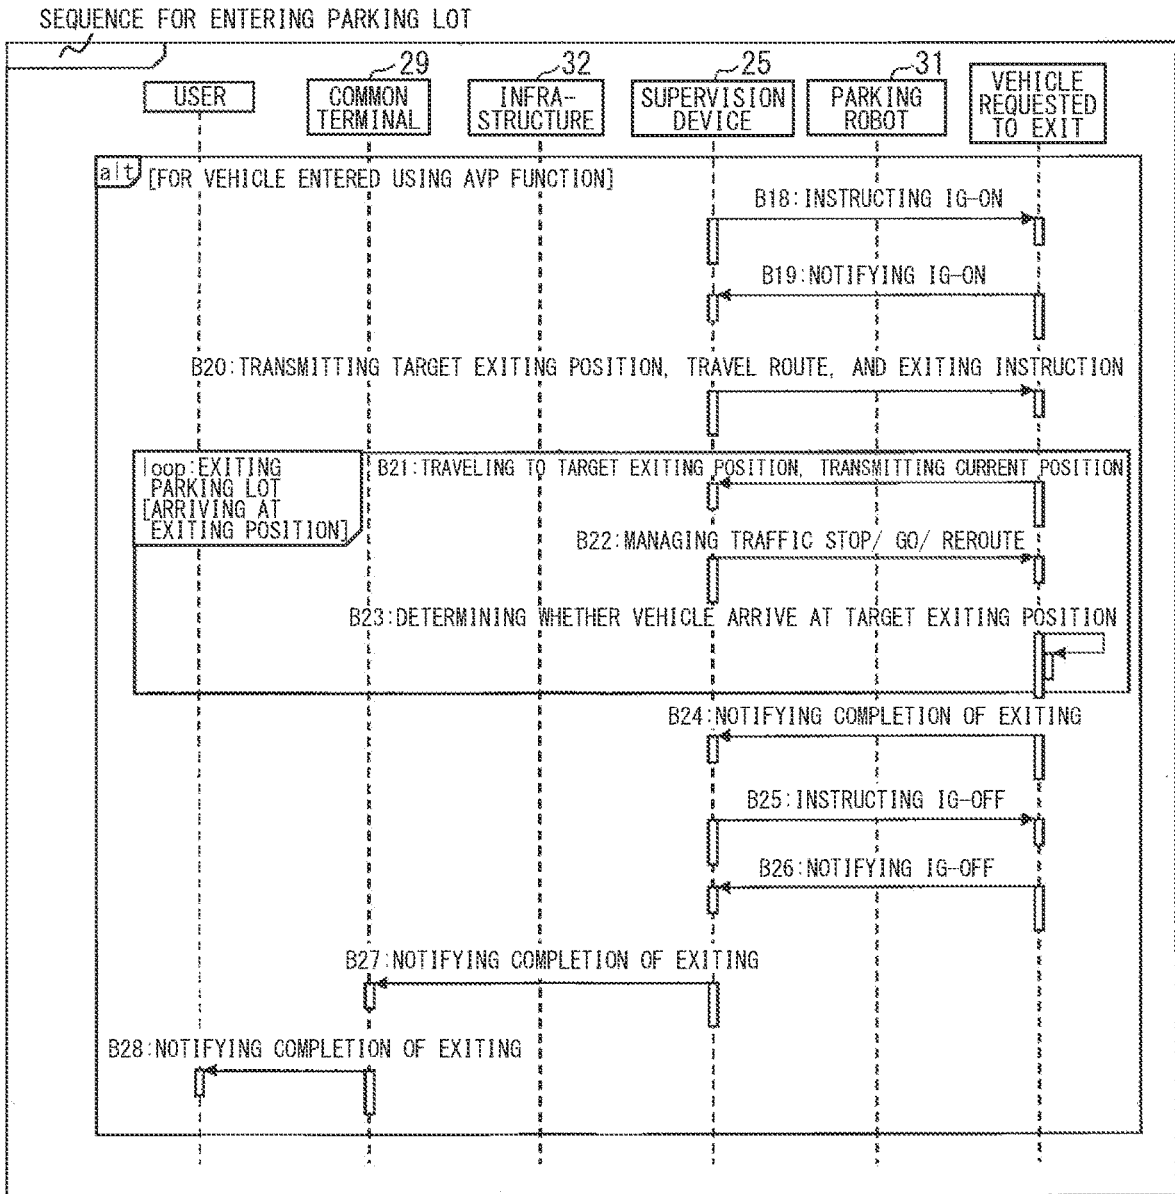 SEQUENCE FOR ENTERING PARKING LOT
29
32
25
31
USER
COMMON
TERMINAL
INFRA-
STRUCTURE
SUPERVISION
DEVICE
PARKING
ROBOT
VEHICLE
REQUESTED
TO EXIT
alt
[FOR VEHICLE ENTERED USING AVP FUNCTION]
B18:INSTRUCTING IG-ON
B19:NOTIFYING IG-ON
B20:TRANSMITTING TARGET EXITING POSITION, TRAVEL ROUTE, AND EXITING INSTRUCTION
loop:EXITING
PARKING LOT
[ARRIVING AT
EXITING POSITION]
B21:TRAVELING TO TARGET EXITING POSITION, TRANSMITTING CURRENT POSITION
B22:MANAGING TRAFFIC STOP/ GO/ REROUTE
B23:DETERMINING WHETHER VEHICLE ARRIVE AT TARGET EXITING POSITION
B24:NOTIFYING COMPLETION OF EXITING
B25:INSTRUCTING IG-OFF
B26:NOTIFYING IG-OFF
B27:NOTIFYING COMPLETION OF EXITING
B28:NOTIFYING COMPLETION OF EXITING